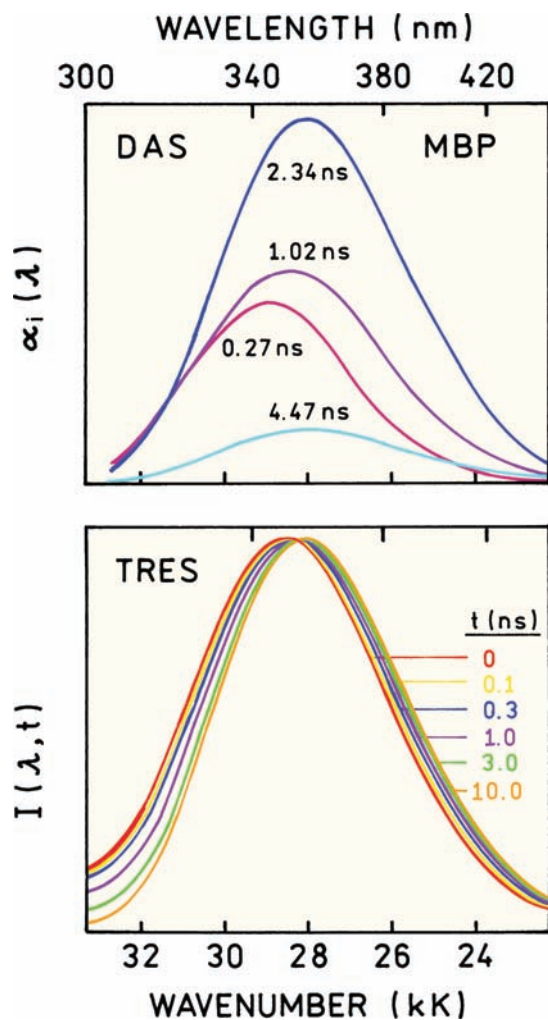 WAVELENGTH (nm)
300 340 380 420
DAS MBP
2.34 ns
1.02 ns
0.27 ns
4.47 ns
αi(λ)
TRES
t (ns)
0
0.1
0.3
1.0
3.0
10.0
I(λ,t)
32 28 26 24
WAVENUMBER (kK)